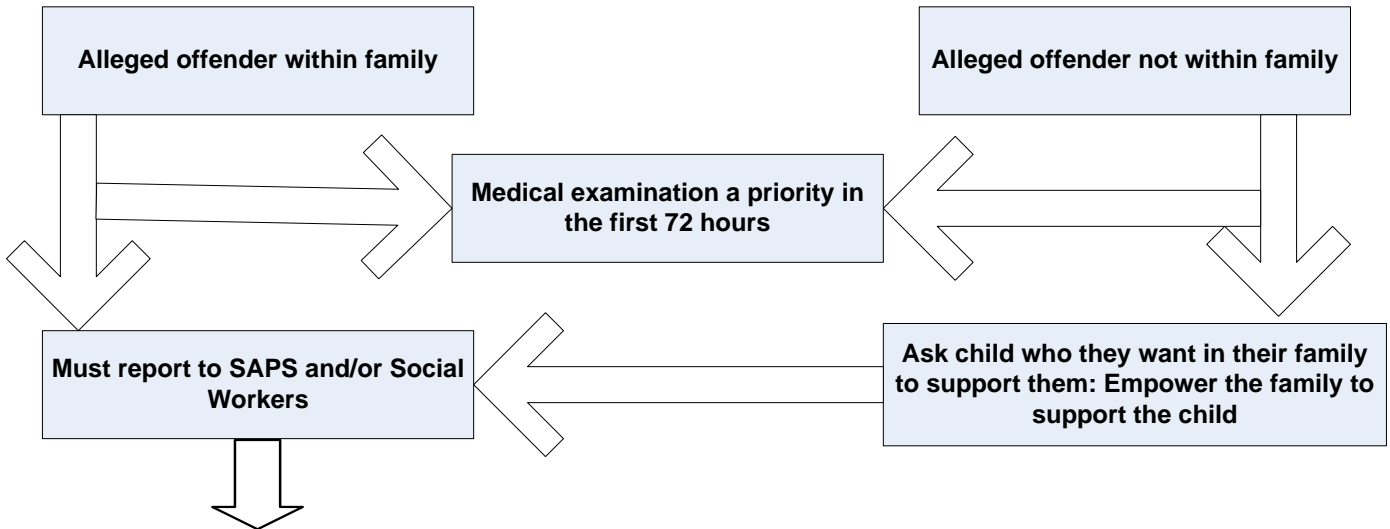 Alleged offender within family
Alleged offender not within family
Medical examination a priority in
the first 72 hours
Must report to SAPS and/or Social
Workers
Ask child who they want in their family
to support them: Empower the family to
support the child